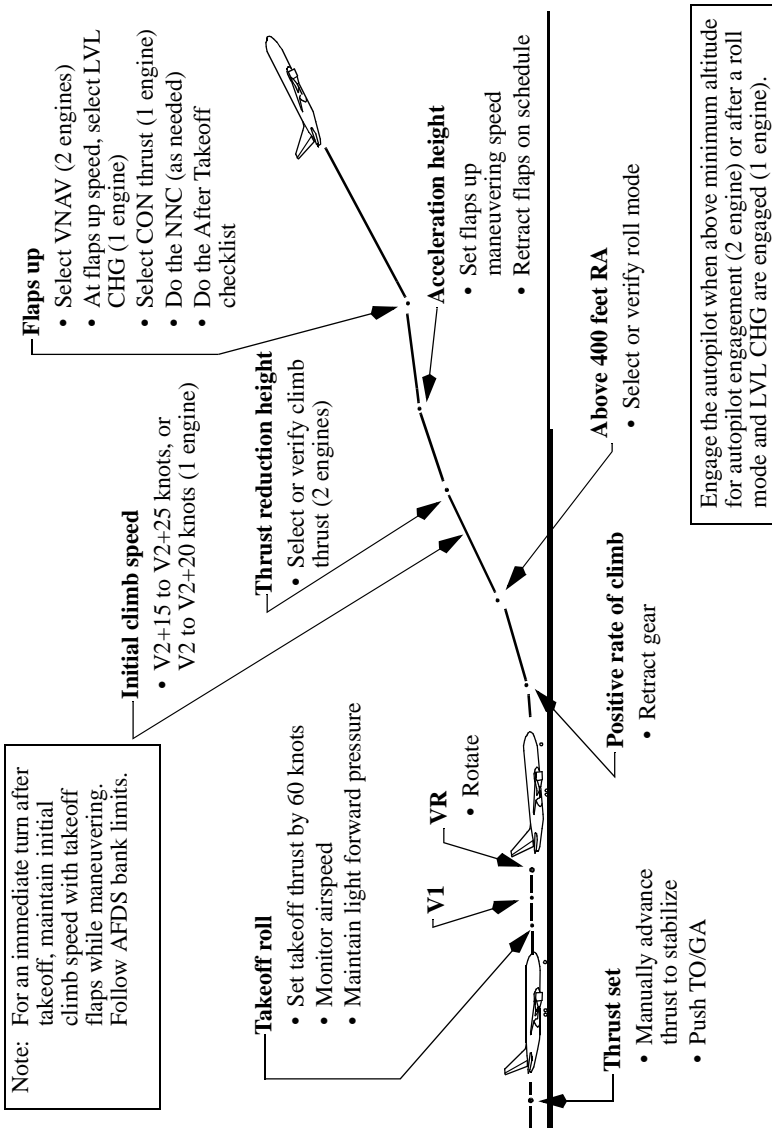 Note: For an immediate turn after
takeoff, maintain initial
climb speed with takeoff
flaps while maneuvering.
Follow AFDS bank limits.
Initial climb speed
• V2+15 to V2+25 knots, or
V2 to V2+20 knots (1 engine)
Flaps up
• Select VNAV (2 engines)
• At flaps up speed, select LVL
CHG (1 engine)
• Select CON thrust (1 engine)
• Do the NNC (as needed)
• Do the After Takeoff
checklist
Thrust reduction height
• Select or verify climb
thrust (2 engines)
Takeoff roll
• Set takeoff thrust by 60 knots
• Monitor airspeed
• Maintain light forward pressure
V1
VR
• Rotate
Acceleration height
• Set flaps up
maneuvering speed
• Retract flaps on schedule
Above 400 feet RA
• Select or verify roll mode
Positive rate of climb
• Retract gear
Thrust set
• Manually advance
thrust to stabilize
• Push TO/GA
Engage the autopilot when above minimum altitude
for autopilot engagement (2 engine) or after a roll
mode and LVL CHG are engaged (1 engine).